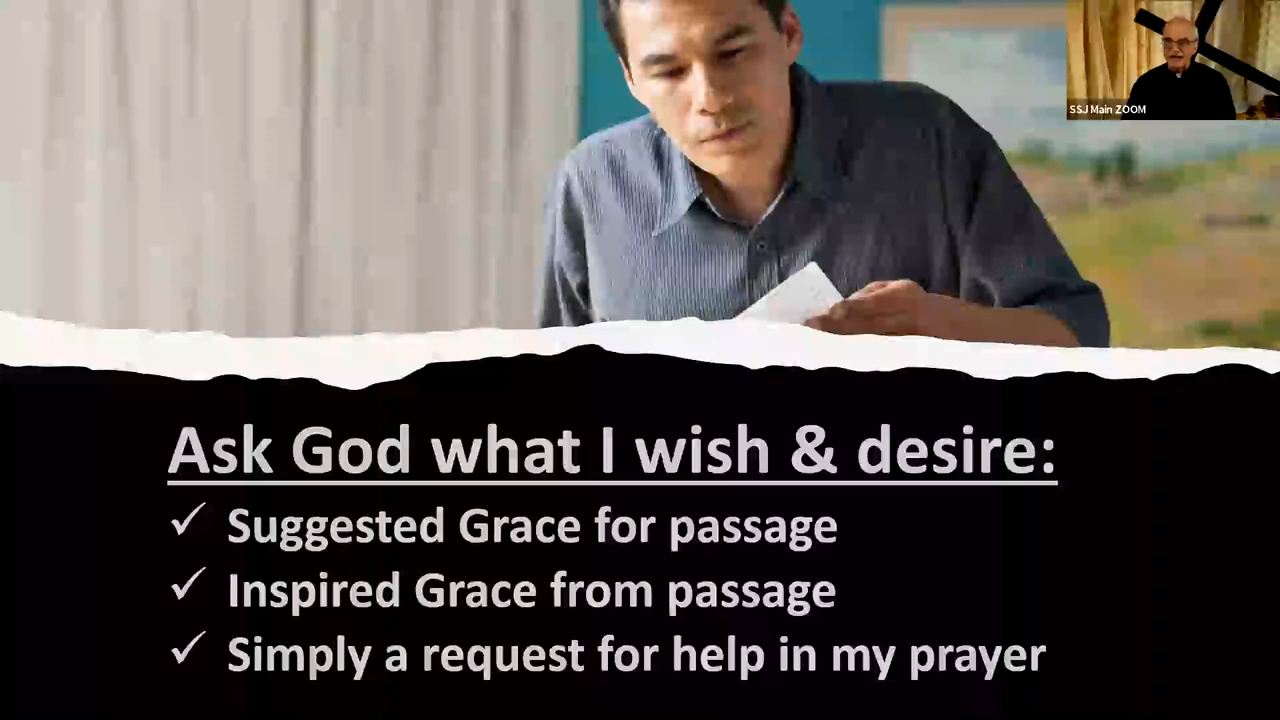 SSJ Main ZOOM
Ask God what I wish & desire:
✓ Suggested Grace for passage
✓ Inspired Grace from passage
✓ Simply a request for help in my prayer